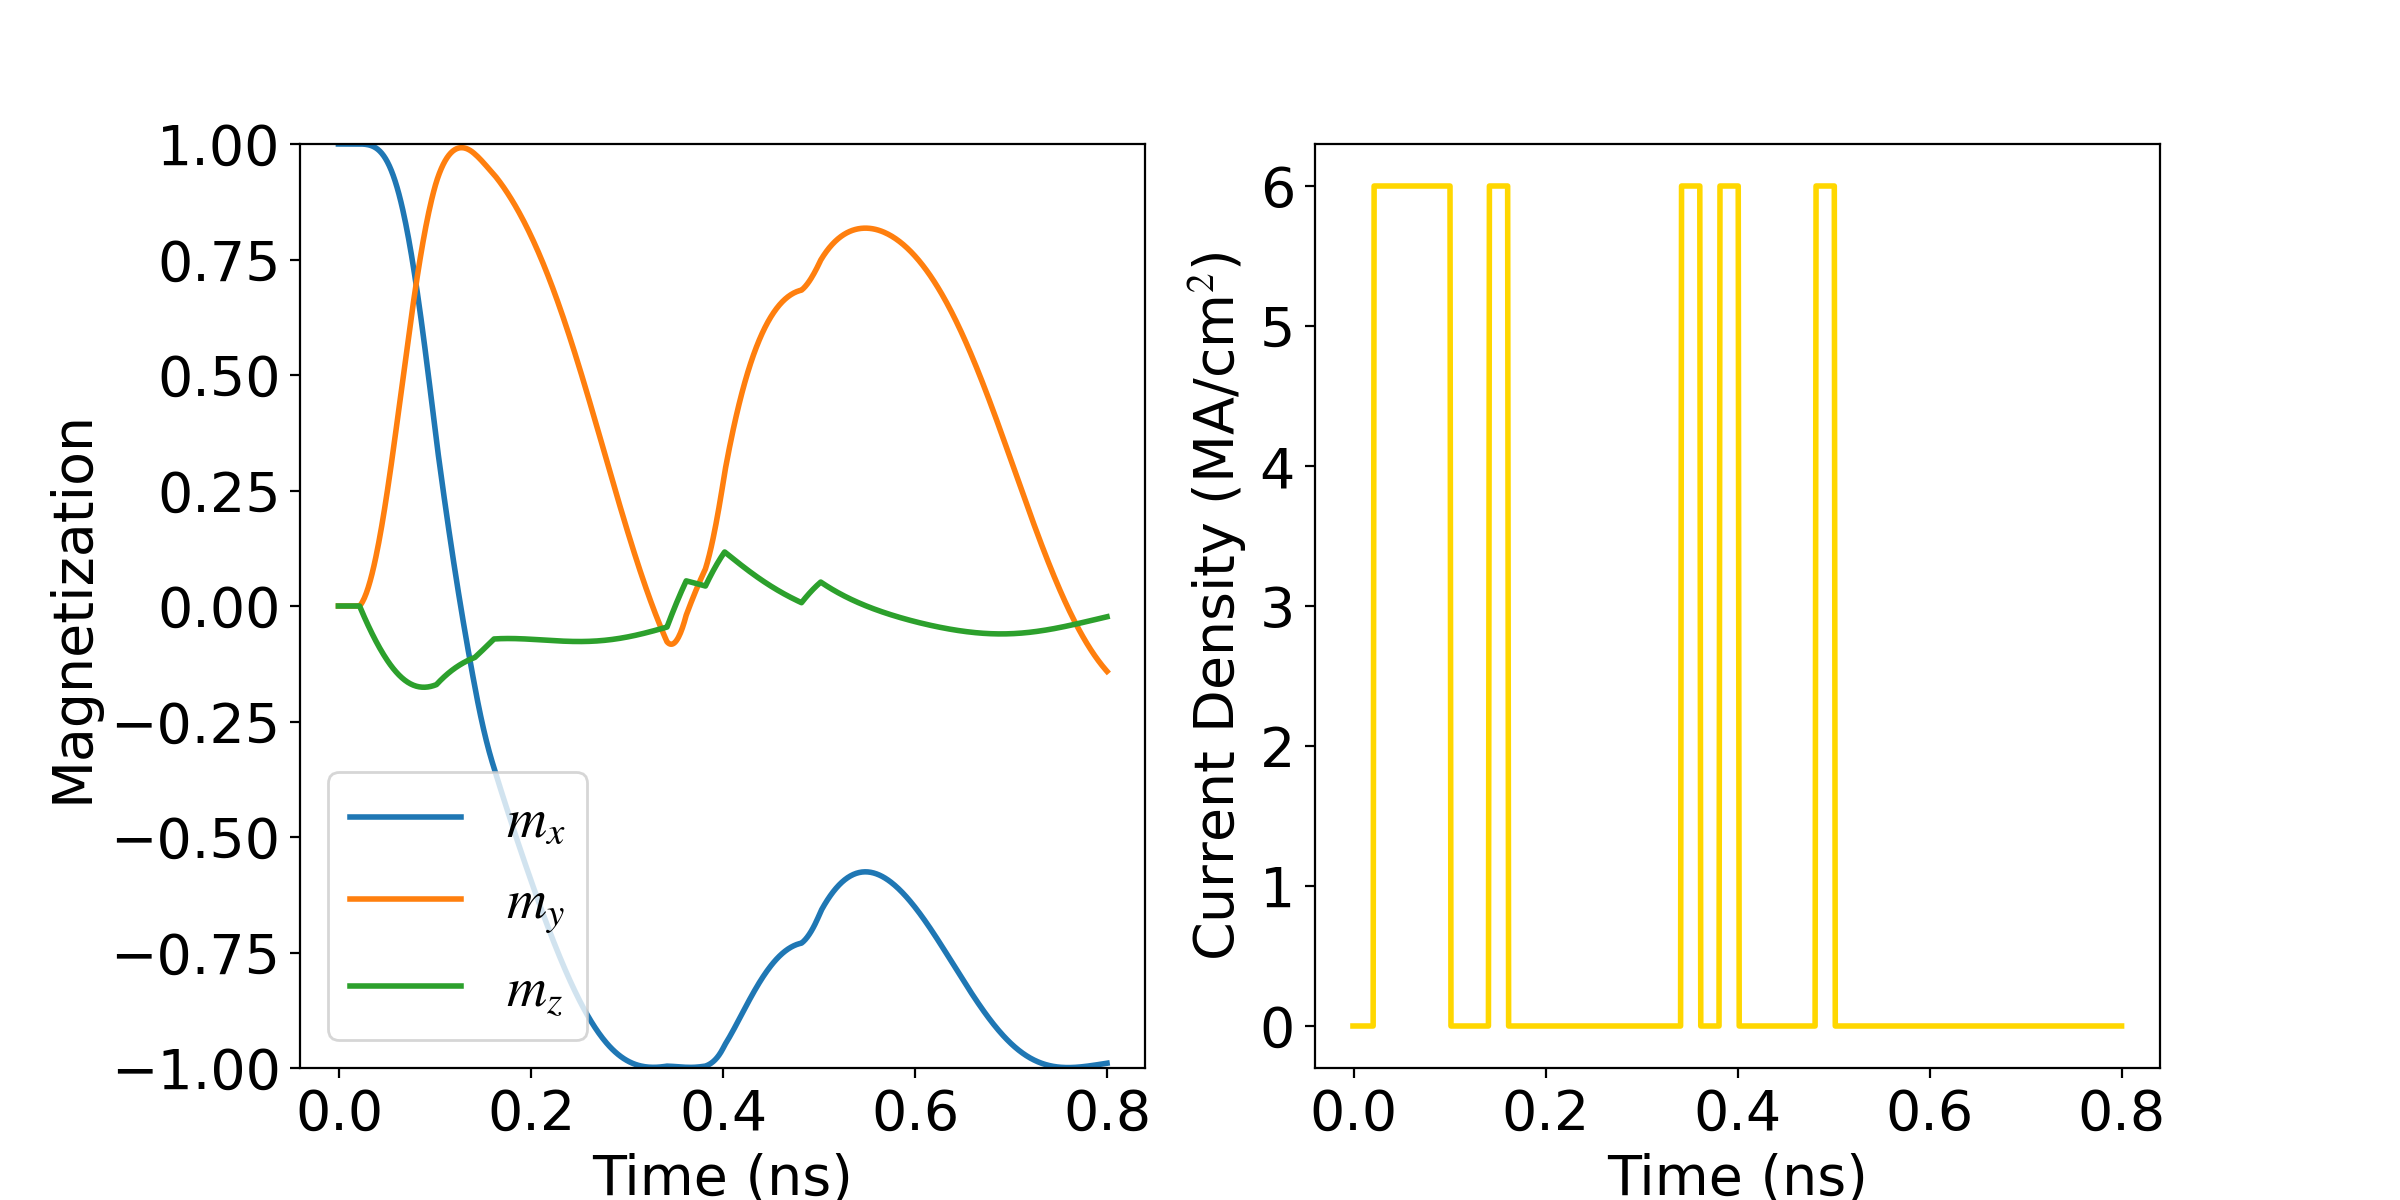 Magnetization
1.00
0.75
0.50
0.25
0.00
−0.25
−0.50
−0.75
−1.00
m_x
m_y
m_z
0.0 0.2 0.4 0.6 0.8
Time (ns)
Current Density (MA/cm²)
6
5
4
3
2
1
0
0.0 0.2 0.4 0.6 0.8
Time (ns)